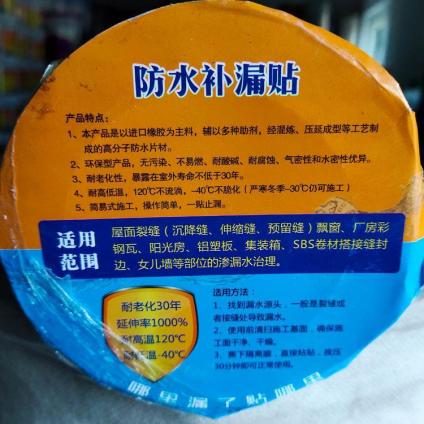 防水补漏贴
产品特点：
1、本产品是以进口橡胶为主料，辅以多种助剂，经混炼、压延成型等工艺制
成的高分子防水片材。
2、环保型产品，无污染、不易燃、耐酸碱、耐腐蚀、气密性和水密性优异。
3、耐老化性，暴露在室外寿命不低于30年。
4、耐高低温，120℃不流淌，-40℃不脆化（严寒冬季-30℃仍可施工）
5、简易式施工，操作简单，一贴止漏。
适用
范围
屋面裂缝（沉降缝、伸缩缝、预留缝）飘窗、厂房彩
钢瓦、阳光房、铝塑板、集装箱、SBS卷材搭接缝封
边、女儿墙等部位的渗漏水治理。
耐老化30年
延伸率1000%
耐高温120℃
耐低温-40℃
适用方法：
1、找到漏水源头，一般是裂缝或
者接缝处导致漏水。
2、使用前清扫施工基面，确保施
工面干净、干燥。
3、撕下隔离膜，直接粘贴，按压
30分钟即可正常使用。
哪里漏了贴哪里